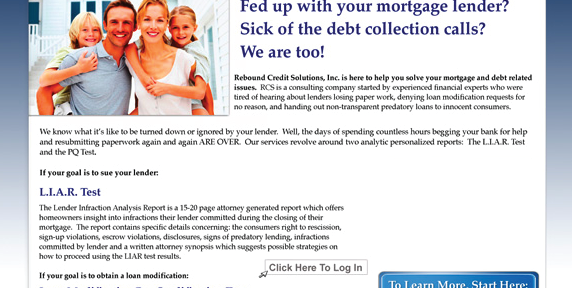 Fed up with your mortgage lender?
Sick of the debt collection calls?
We are too!
Rebound Credit Solutions, Inc. is here to help you solve your mortgage and debt related
issues. RCS is a consulting company started by experienced financial experts who were
tired of hearing about lenders losing paper work, denying loan modification requests for
no reason, and handing out non-transparent predatory loans to innocent consumers.
We know what it's like to be turned down or ignored by your lender. Well, the days of spending countless hours begging your bank for help
and resubmitting paperwork again and again ARE OVER. Our services revolve around two analytic personalized reports: The L.I.A.R. Test
and the PQ Test.
If your goal is to sue your lender:
L.I.A.R. Test
The Lender Infraction Analysis Report is a 15-20 page attorney generated report which offers
homeowners insight into infractions their lender committed during the closing of their
mortgage. The report contains specific details concerning: the consumers right to rescission,
sign-up violations, escrow violations, disclosures, signs of predatory lending, infractions
committed by lender and a written attorney synopsis which suggests possible strategies on
how to proceed using the LIAR test results.
Click Here To Log In
If your goal is to obtain a loan modification:
To Learn More, Start Here: